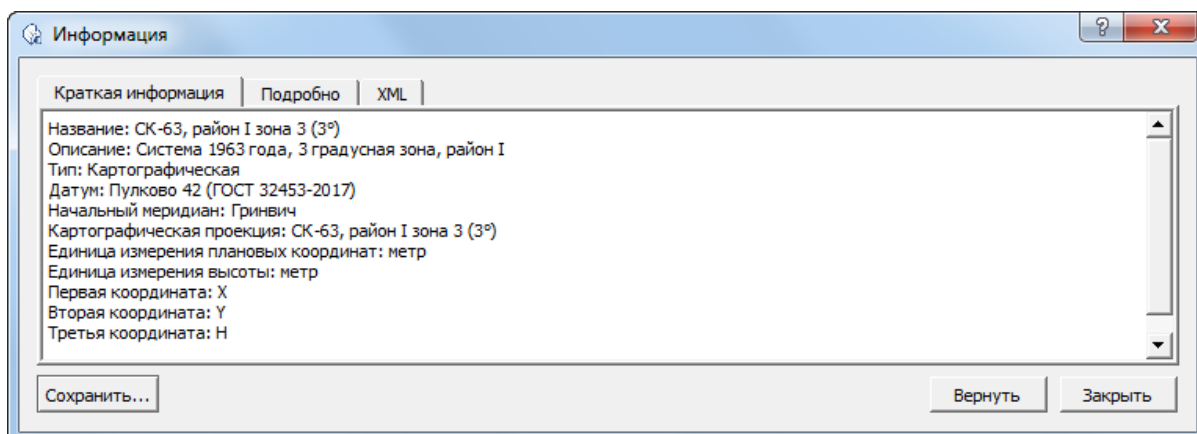 Информация
Краткая информация Подробно XML
Название: СК-63, район I зона 3 (3°)
Описание: Система 1963 года, 3 градусная зона, район I
Тип: Картографическая
Датум: Пулково 42 (ГОСТ 32453-2017)
Начальный меридиан: Гринвич
Картографическая проекция: СК-63, район I зона 3 (3°)
Единица измерения плановых координат: метр
Единица измерения высоты: метр
Первая координата: X
Вторая координата: Y
Третья координата: H
Сохранить... Вернуть Закрыть